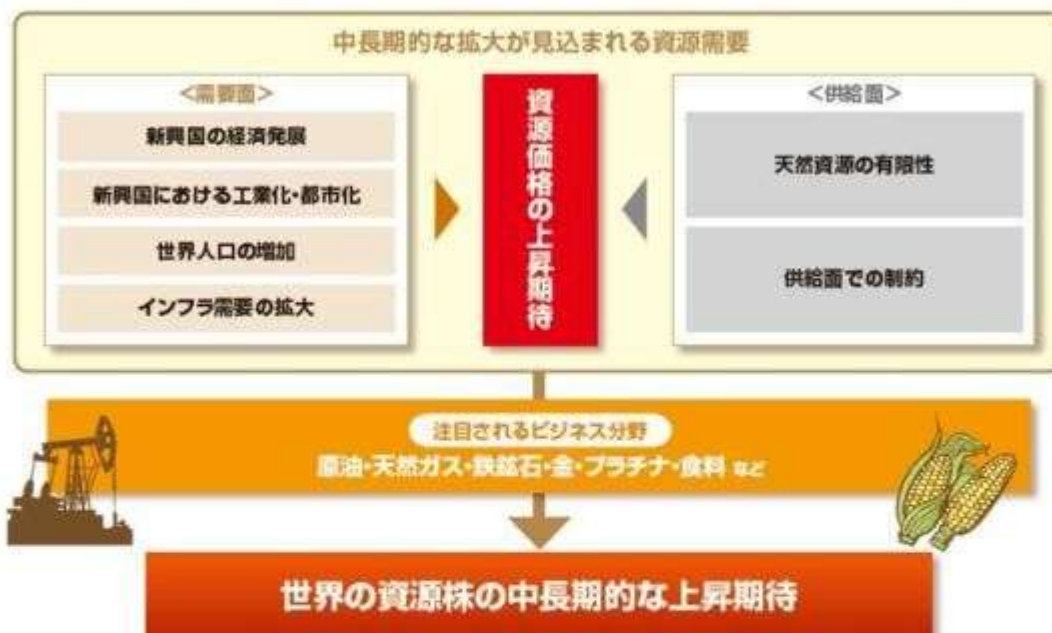 中長期的な拡大が見込まれる資源需要
＜需要面＞
新興国の経済発展
新興国における工業化・都市化
世界人口の増加
インフラ需要の拡大
資源価格の上昇期待
＜供給面＞
天然資源の有限性
供給面での制約
注目されるビジネス分野
原油・天然ガス・鉄鉱石・金・プラチナ・食料 など
世界の資源株の中長期的な上昇期待